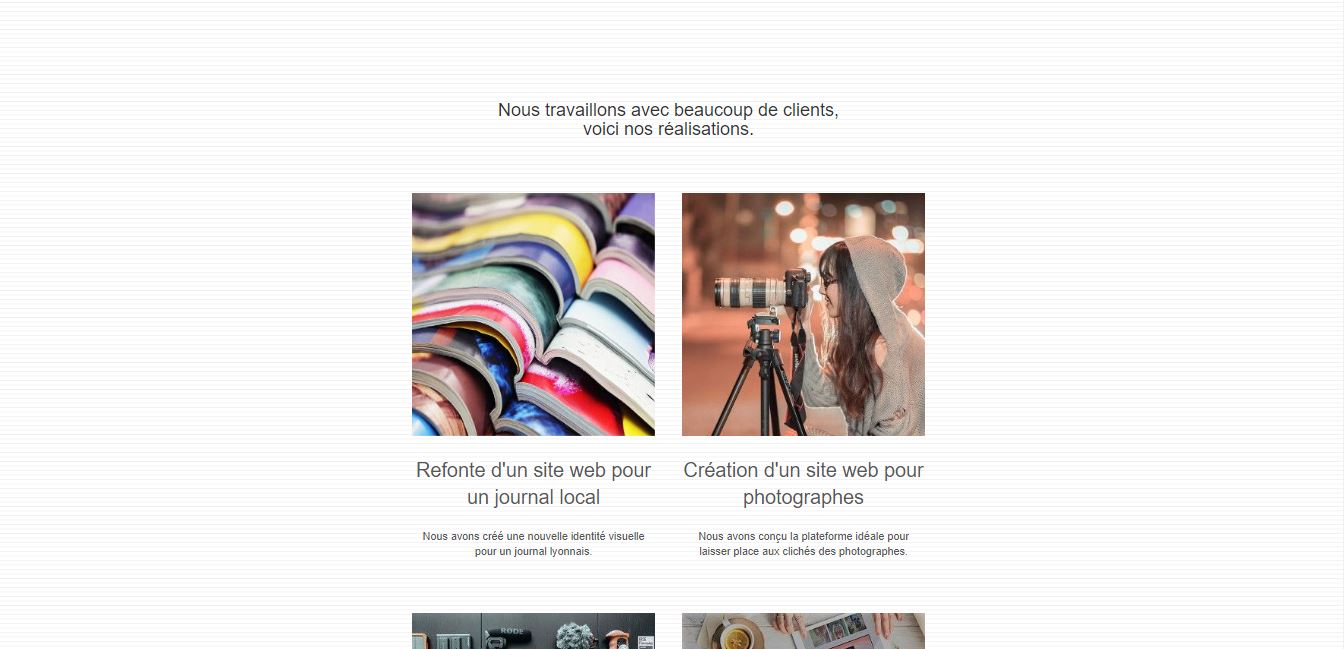 Nous travaillons avec beaucoup de clients,
voici nos réalisations.
Refonte d'un site web pour
un journal local
Nous avons créé une nouvelle identité visuelle
pour un journal lyonnais.
Création d'un site web pour
photographes
Nous avons conçu la plateforme idéale pour
laisser place aux clichés des photographes.
RØDE